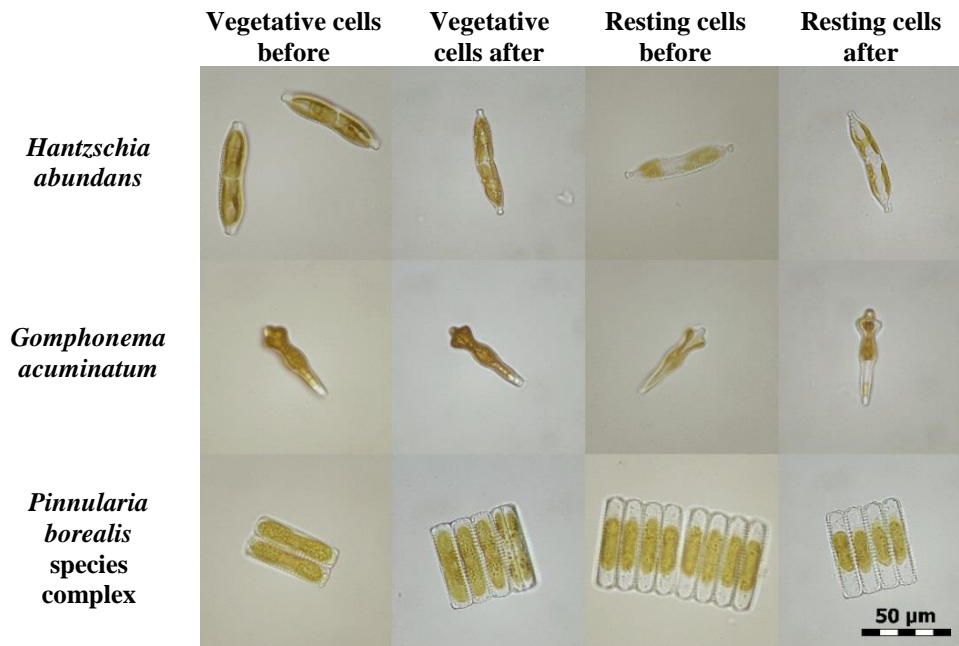 Vegetative cells
before
Vegetative
cells after
Resting cells
before
Resting cells
after
Hantzschia
abundans
Gomphonema
acuminatum
Pinnularia
borealis
species
complex
50 µm